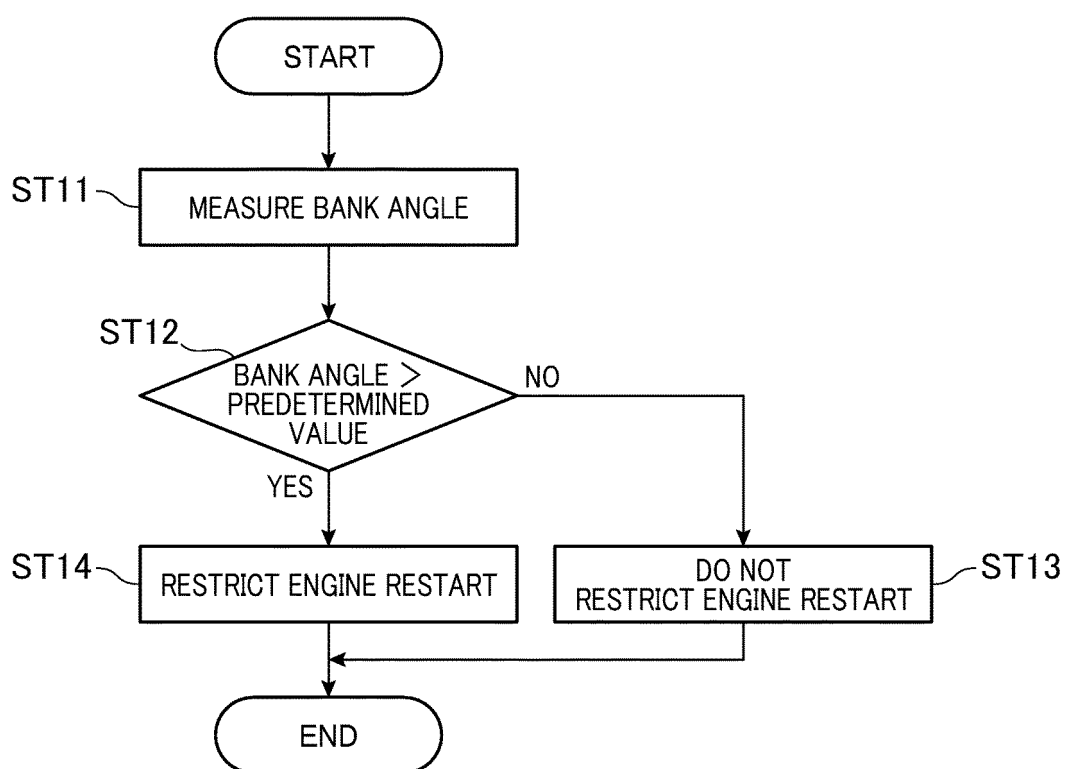 START
ST11
MEASURE BANK ANGLE
ST12
BANK ANGLE >
PREDETERMINED
VALUE
NO
YES
ST14
RESTRICT ENGINE RESTART
DO NOT
RESTRICT ENGINE RESTART
ST13
END